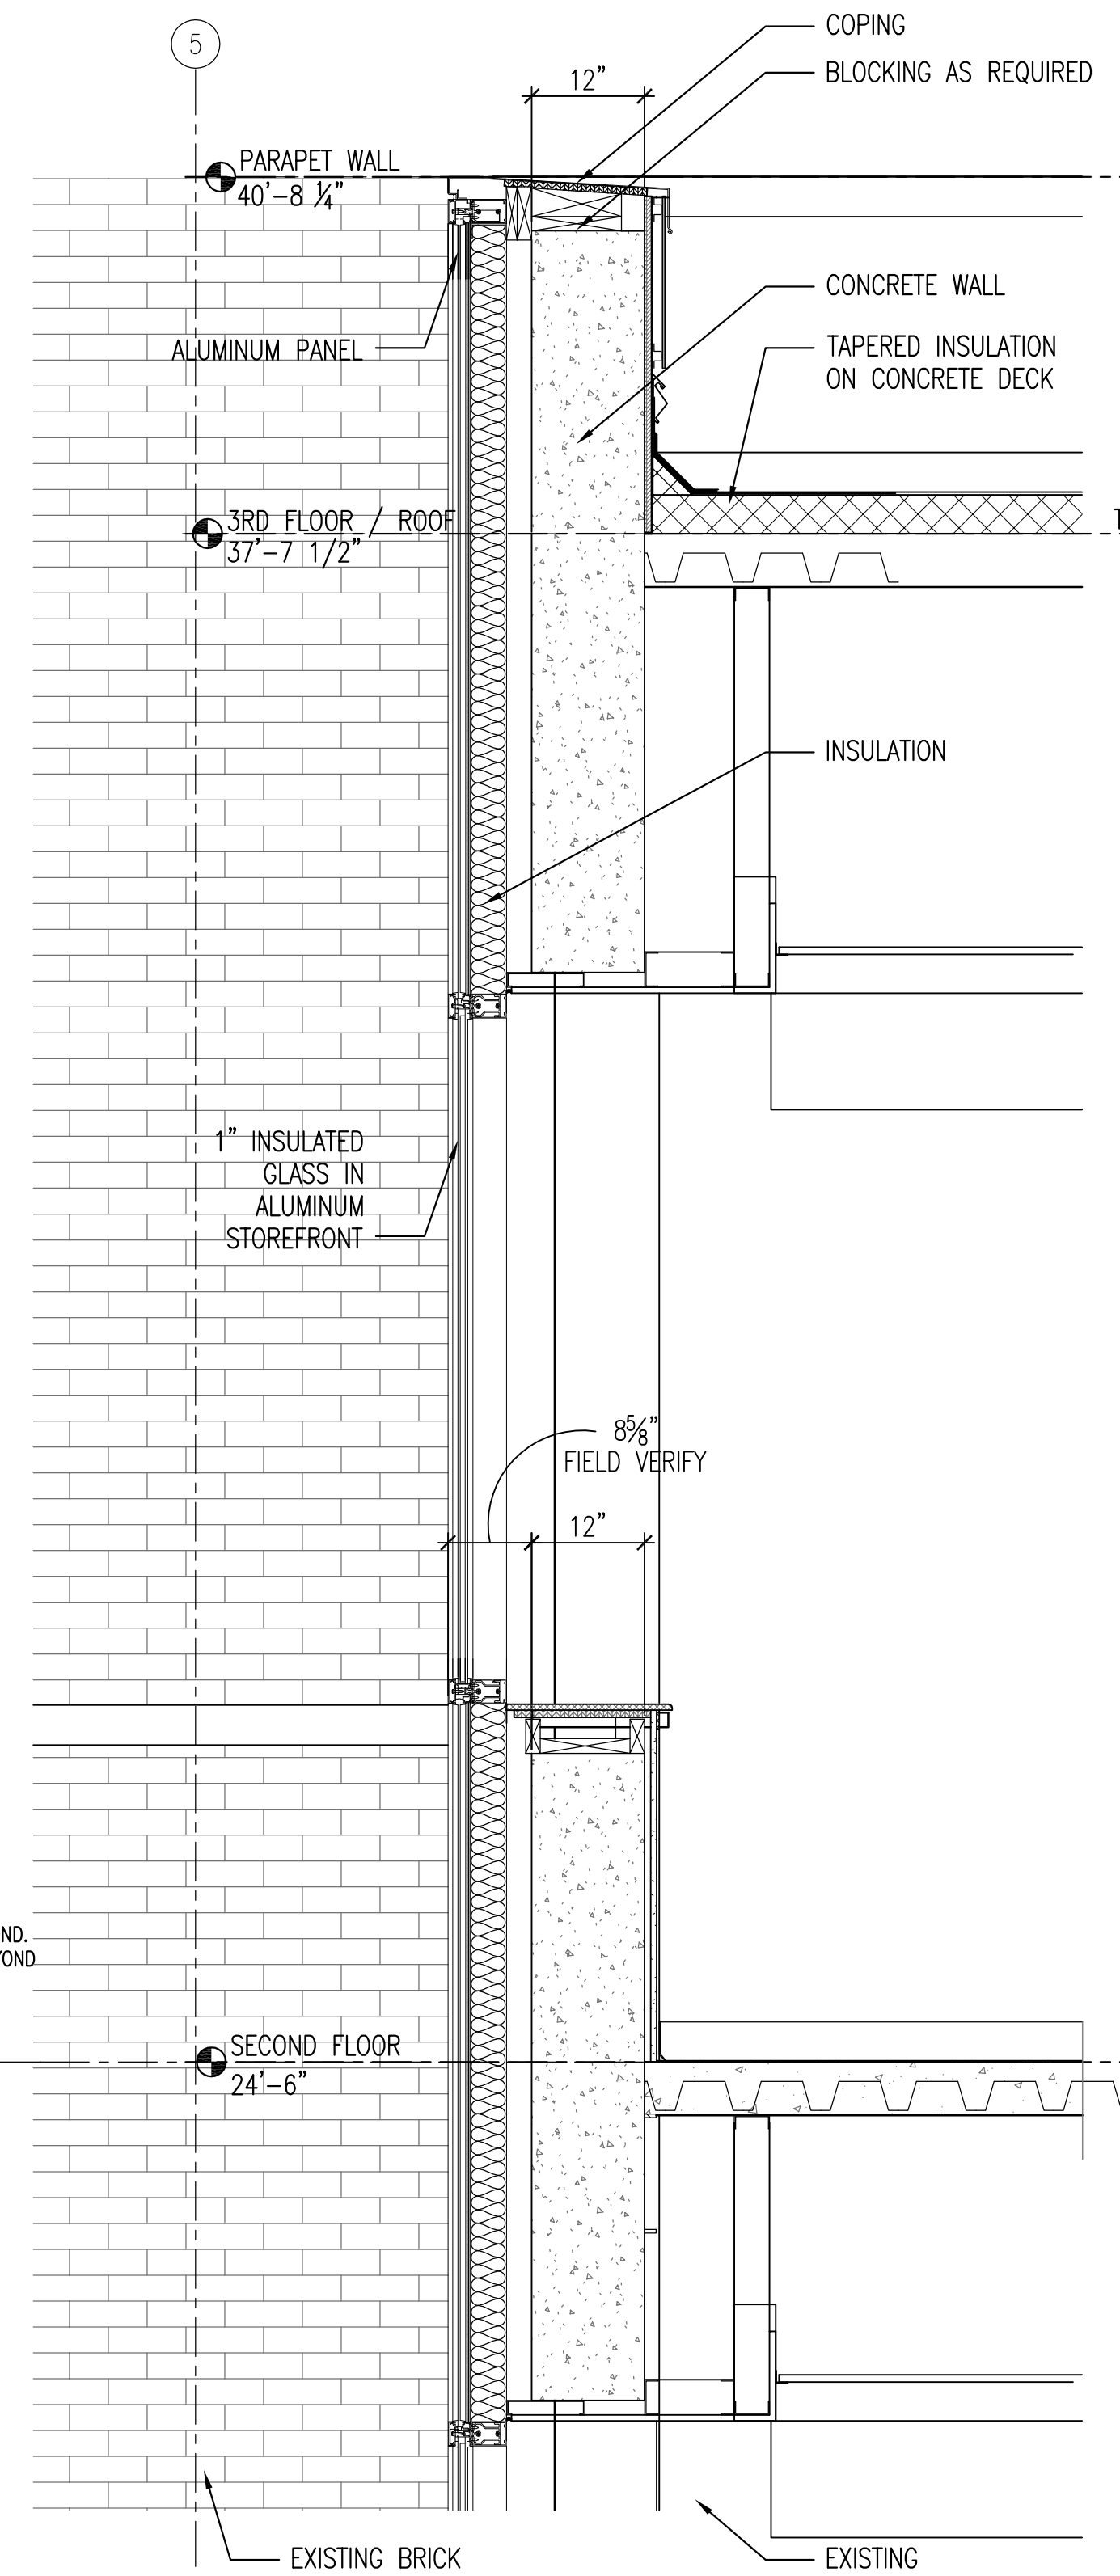 5
COPING
BLOCKING AS REQUIRED
12"
PARAPET WALL
40'-8 ¼"
CONCRETE WALL
ALUMINUM PANEL
TAPERED INSULATION
ON CONCRETE DECK
3RD FLOOR / ROOF
37'-7 1/2"
T
INSULATION
1" INSULATED
GLASS IN
ALUMINUM
STOREFRONT
8⅝"
FIELD VERIFY
12"
ND.
YOND
SECOND FLOOR
24'-6"
EXISTING BRICK
EXISTING